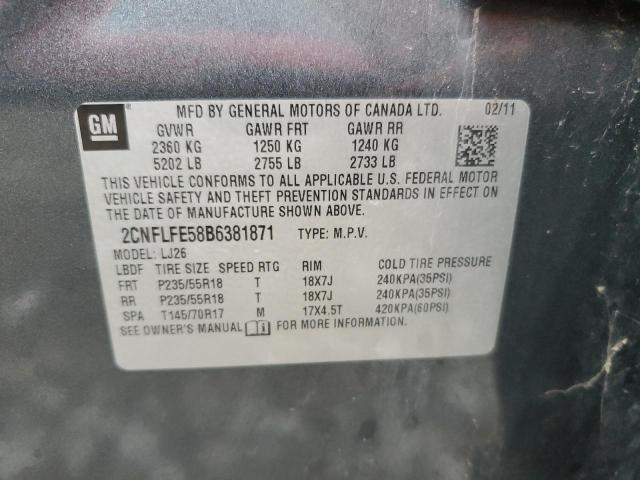 GM ® MFD BY GENERAL MOTORS OF CANADA LTD. 02/11
GVWR GAWR FRT GAWR RR
2360 KG 1250 KG 1240 KG
5202 LB 2755 LB 2733 LB
THIS VEHICLE CONFORMS TO ALL APPLICABLE U.S. FEDERAL MOTOR
VEHICLE SAFETY AND THEFT PREVENTION STANDARDS IN EFFECT ON
THE DATE OF MANUFACTURE SHOWN ABOVE.
2CNFLFE58B6381871 TYPE: M.P.V.
MODEL: LJ26
LBDF TIRE SIZE SPEED RTG RIM COLD TIRE PRESSURE
FRT P235/55R18 T 18X7J 240KPA(35PSI)
RR P235/55R18 T 18X7J 240KPA(35PSI)
SPA T145/70R17 M 17X4.5T 420KPA(60PSI)
SEE OWNER'S MANUAL i FOR MORE INFORMATION.